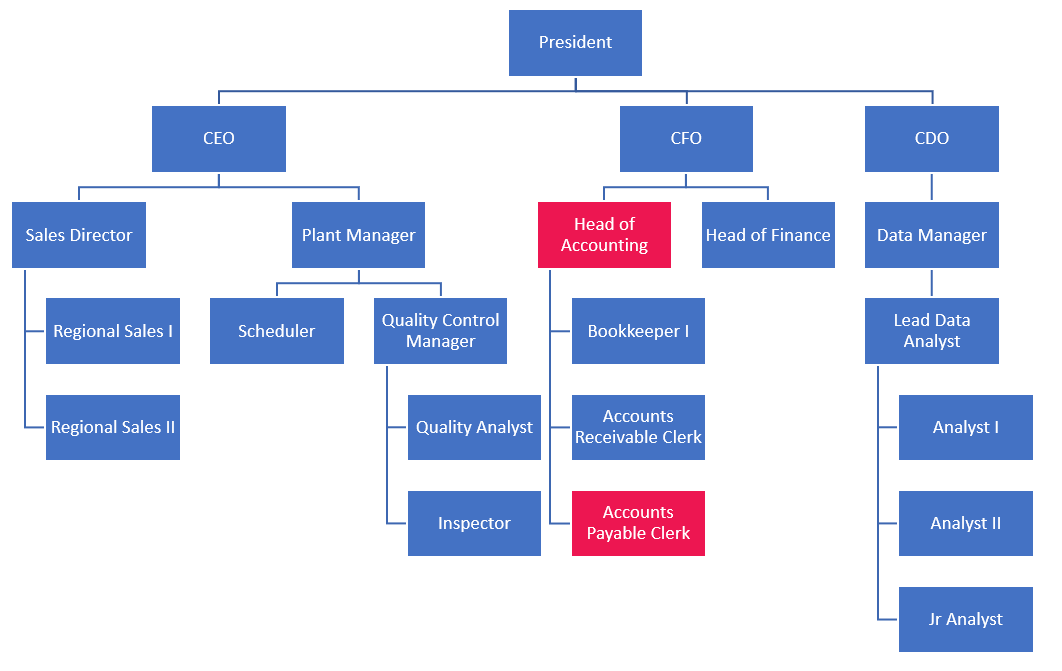 President
CEO
CFO
CDO
Sales Director
Plant Manager
Head of
Accounting
Head of Finance
Data Manager
Regional Sales I
Scheduler
Quality Control
Manager
Bookkeeper I
Lead Data
Analyst
Regional Sales II
Quality Analyst
Accounts
Receivable Clerk
Analyst I
Inspector
Accounts
Payable Clerk
Analyst II
Jr Analyst